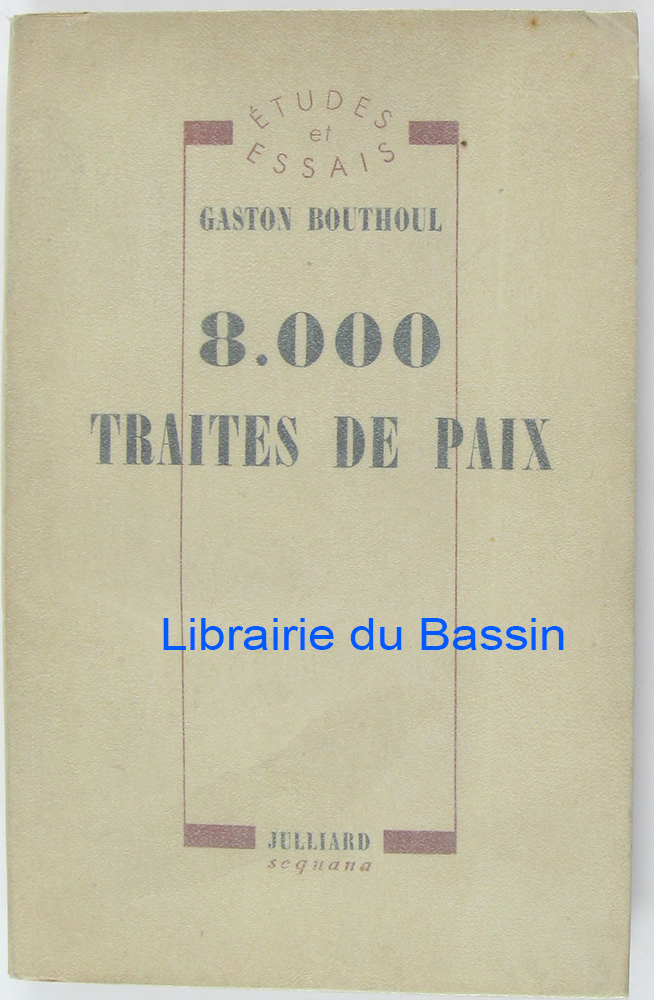 ÉTUDES
et
ESSAIS
GASTON BOUTHOUL
8.000
TRAITES DE PAIX
Librairie du Bassin
JULLIARD
sequana